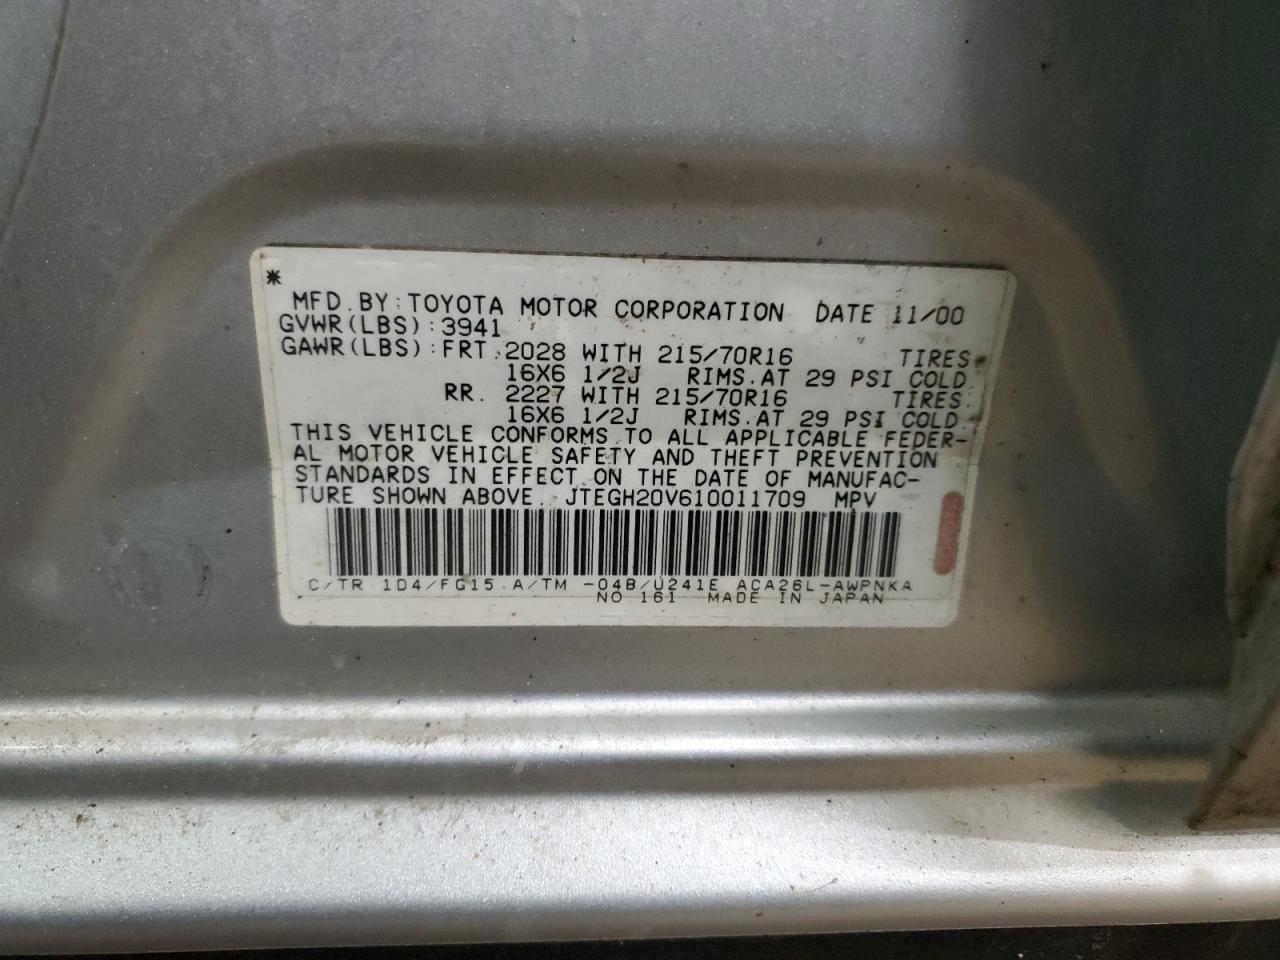 *
MFD. BY: TOYOTA MOTOR CORPORATION DATE 11/00
GVWR(LBS): 3941
GAWR(LBS): FRT. 2028 WITH 215/70R16 TIRES
16X6 1/2J RIMS. AT 29 PSI COLD.
RR. 2227 WITH 215/70R16 TIRES.
16X6 1/2J RIMS. AT 29 PSI COLD.
THIS VEHICLE CONFORMS TO ALL APPLICABLE FEDER-
AL MOTOR VEHICLE SAFETY AND THEFT PREVENTION
STANDARDS IN EFFECT ON THE DATE OF MANUFAC-
TURE SHOWN ABOVE. JTEGH20V610011709 MPV
C/TR 1D4/FG15 A/TM -04B/U241E ACA26L-AWPNKA
NO 161 MADE IN JAPAN